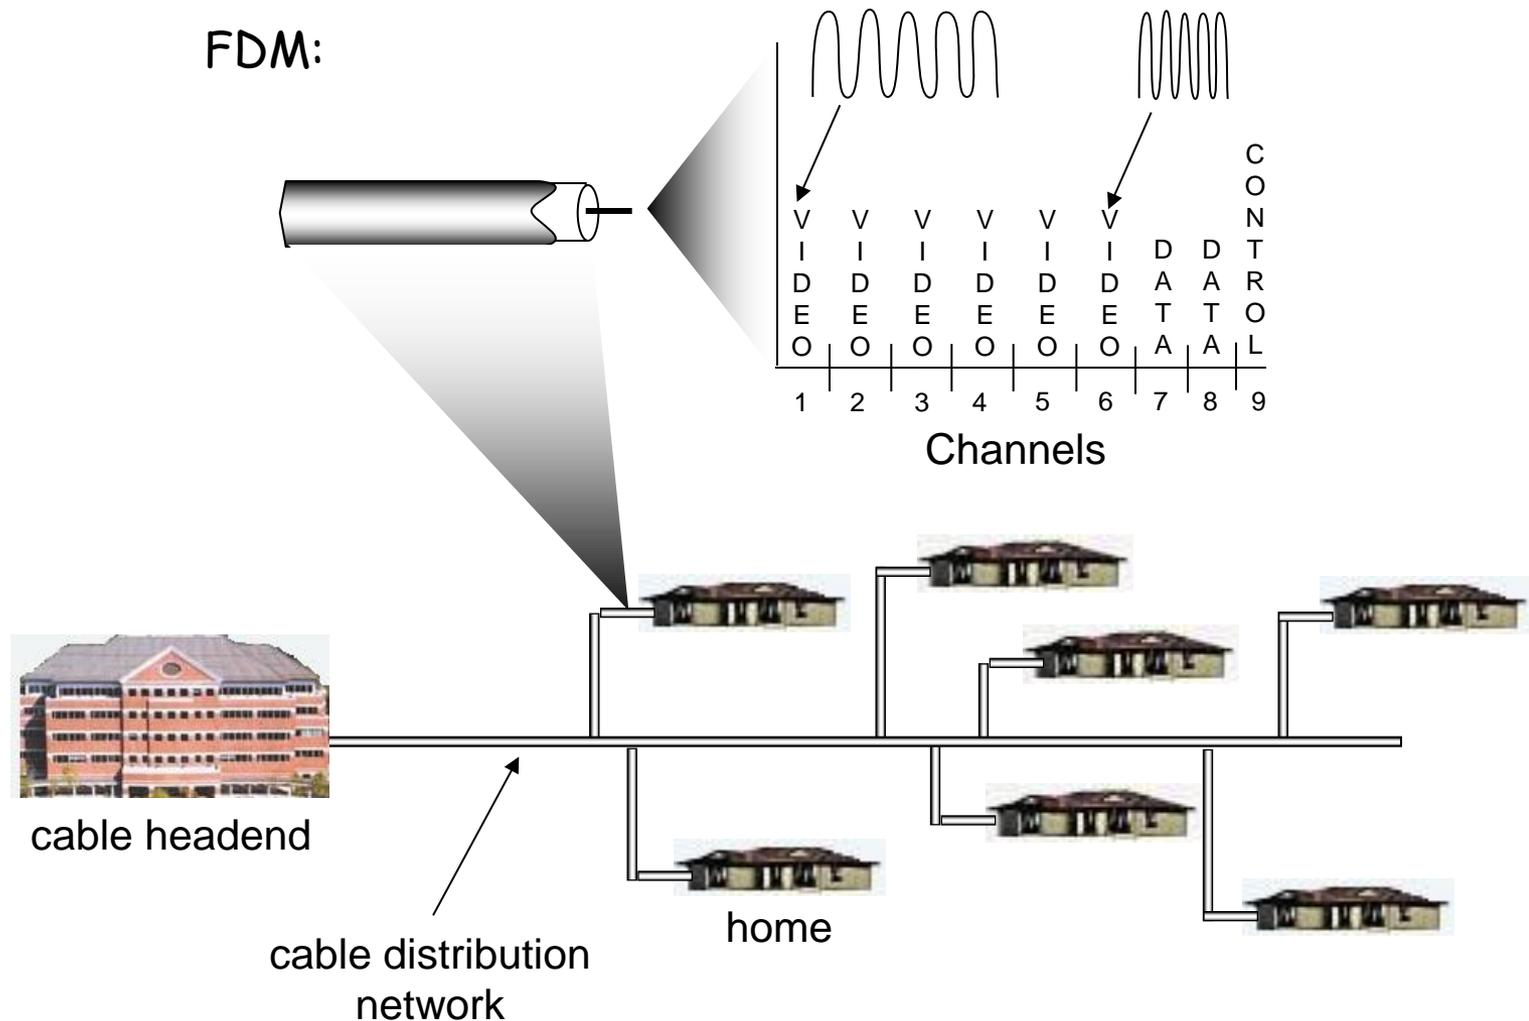 FDM:
C
O
V V V V V V N
I I I I I I D D T
D D D D D D A A R
E E E E E E T T O
O O O O O O A A L
1 2 3 4 5 6 7 8 9
Channels
cable headend
home
cable distribution
network